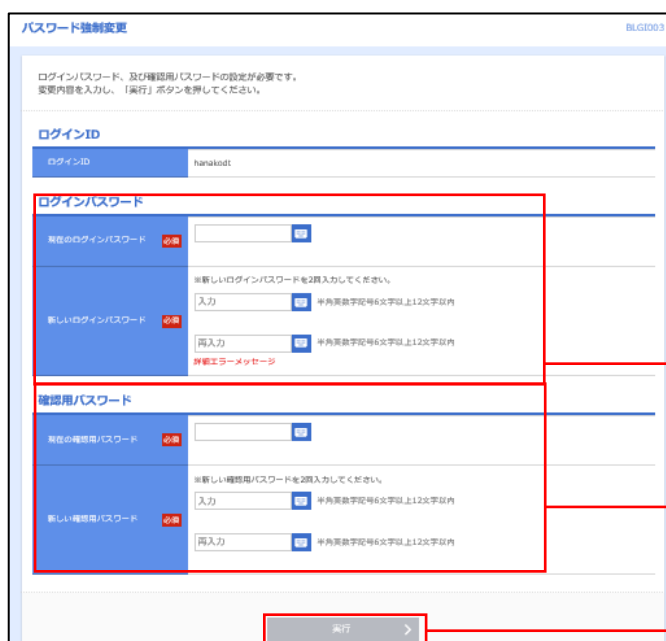 パスワード強制変更
BLGI003
ログインパスワード、及び確認用パスワードの設定が必要です。
変更内容を入力し、「実行」ボタンを押してください。
ログインID
ログインID
hanakodt
ログインパスワード
現在のログインパスワード 必須
※新しいログインパスワードを2回入力してください。
新しいログインパスワード 必須
入力 半角英数字記号6文字以上12文字以内
再入力 半角英数字記号6文字以上12文字以内
詳細エラーメッセージ
確認用パスワード
現在の確認用パスワード 必須
※新しい確認用パスワードを2回入力してください。
新しい確認用パスワード 必須
入力 半角英数字記号6文字以上12文字以内
再入力 半角英数字記号6文字以上12文字以内
実行